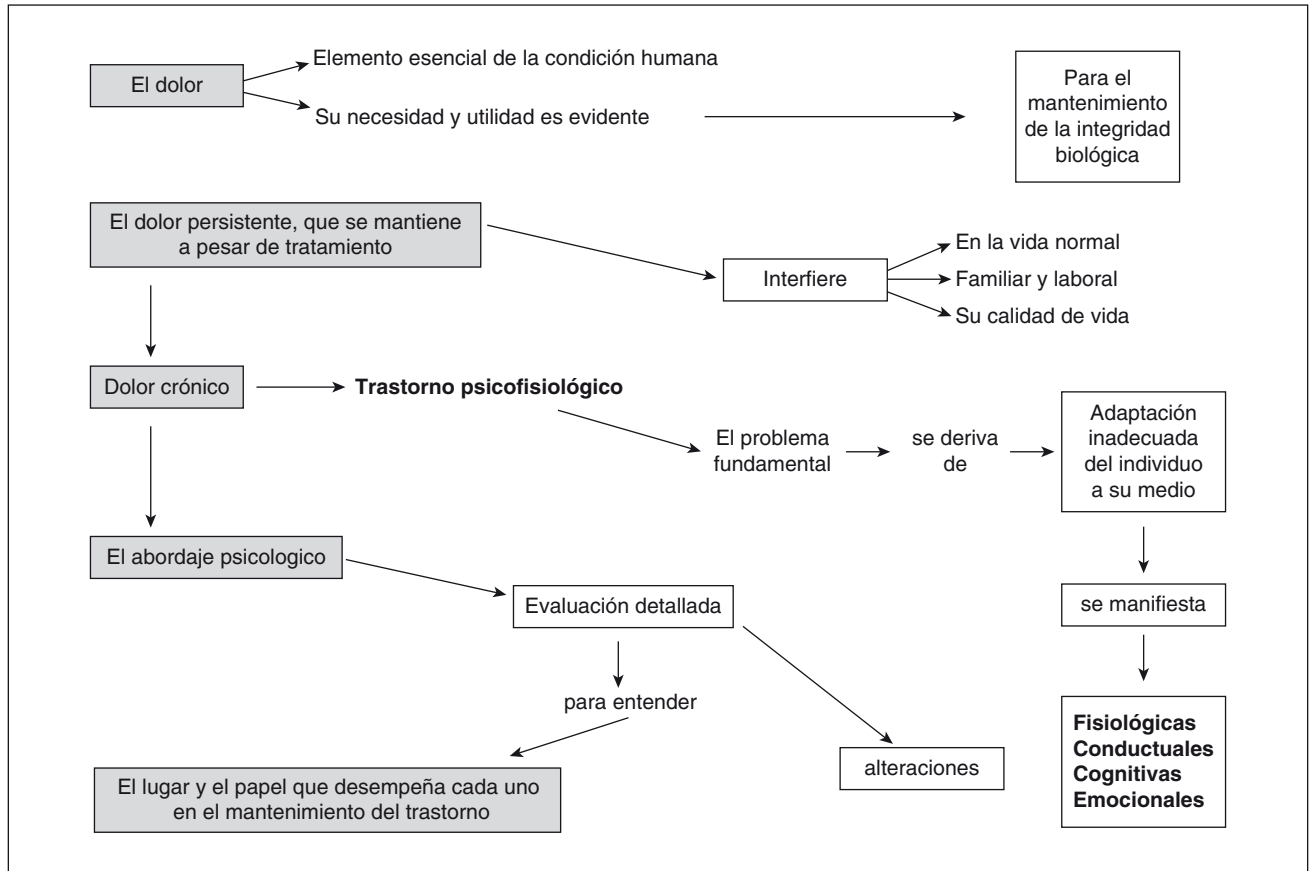 El dolor
Elemento esencial de la condición humana
Su necesidad y utilidad es evidente
Para el
mantenimiento
de la integridad
biológica
El dolor persistente, que se mantiene
a pesar de tratamiento
Interfiere
En la vida normal
Familiar y laboral
Su calidad de vida
Dolor crónico
Trastorno psicofisiológico
El problema
fundamental
se deriva
de
Adaptación
inadecuada
del individuo
a su medio
El abordaje psicologico
Evaluación detallada
se manifiesta
para entender
alteraciones
Fisiológicas
Conductuales
Cognitivas
Emocionales
El lugar y el papel que desempeña cada uno
en el mantenimiento del trastorno